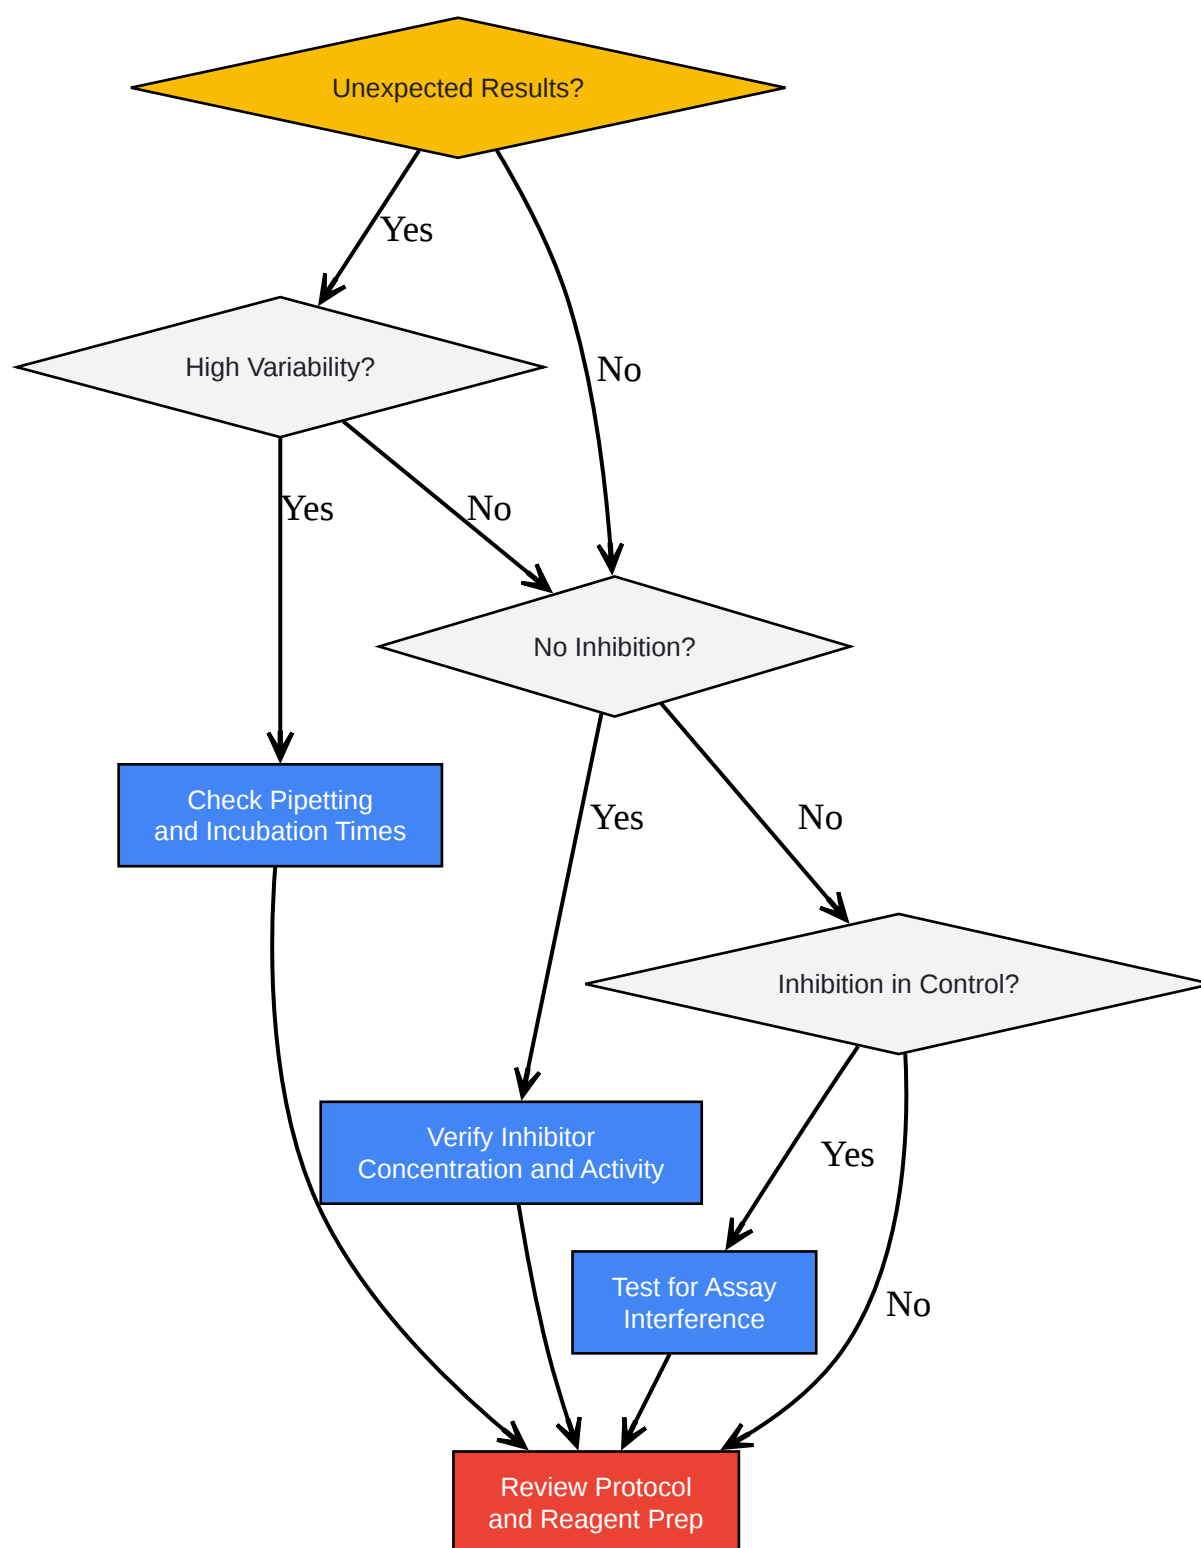 Unexpected Results?
Yes
High Variability?
No
Yes
No
No Inhibition?
Check Pipetting
and Incubation Times
Yes
No
Inhibition in Control?
Verify Inhibitor
Concentration and Activity
Yes
Test for Assay
Interference
No
Review Protocol
and Reagent Prep